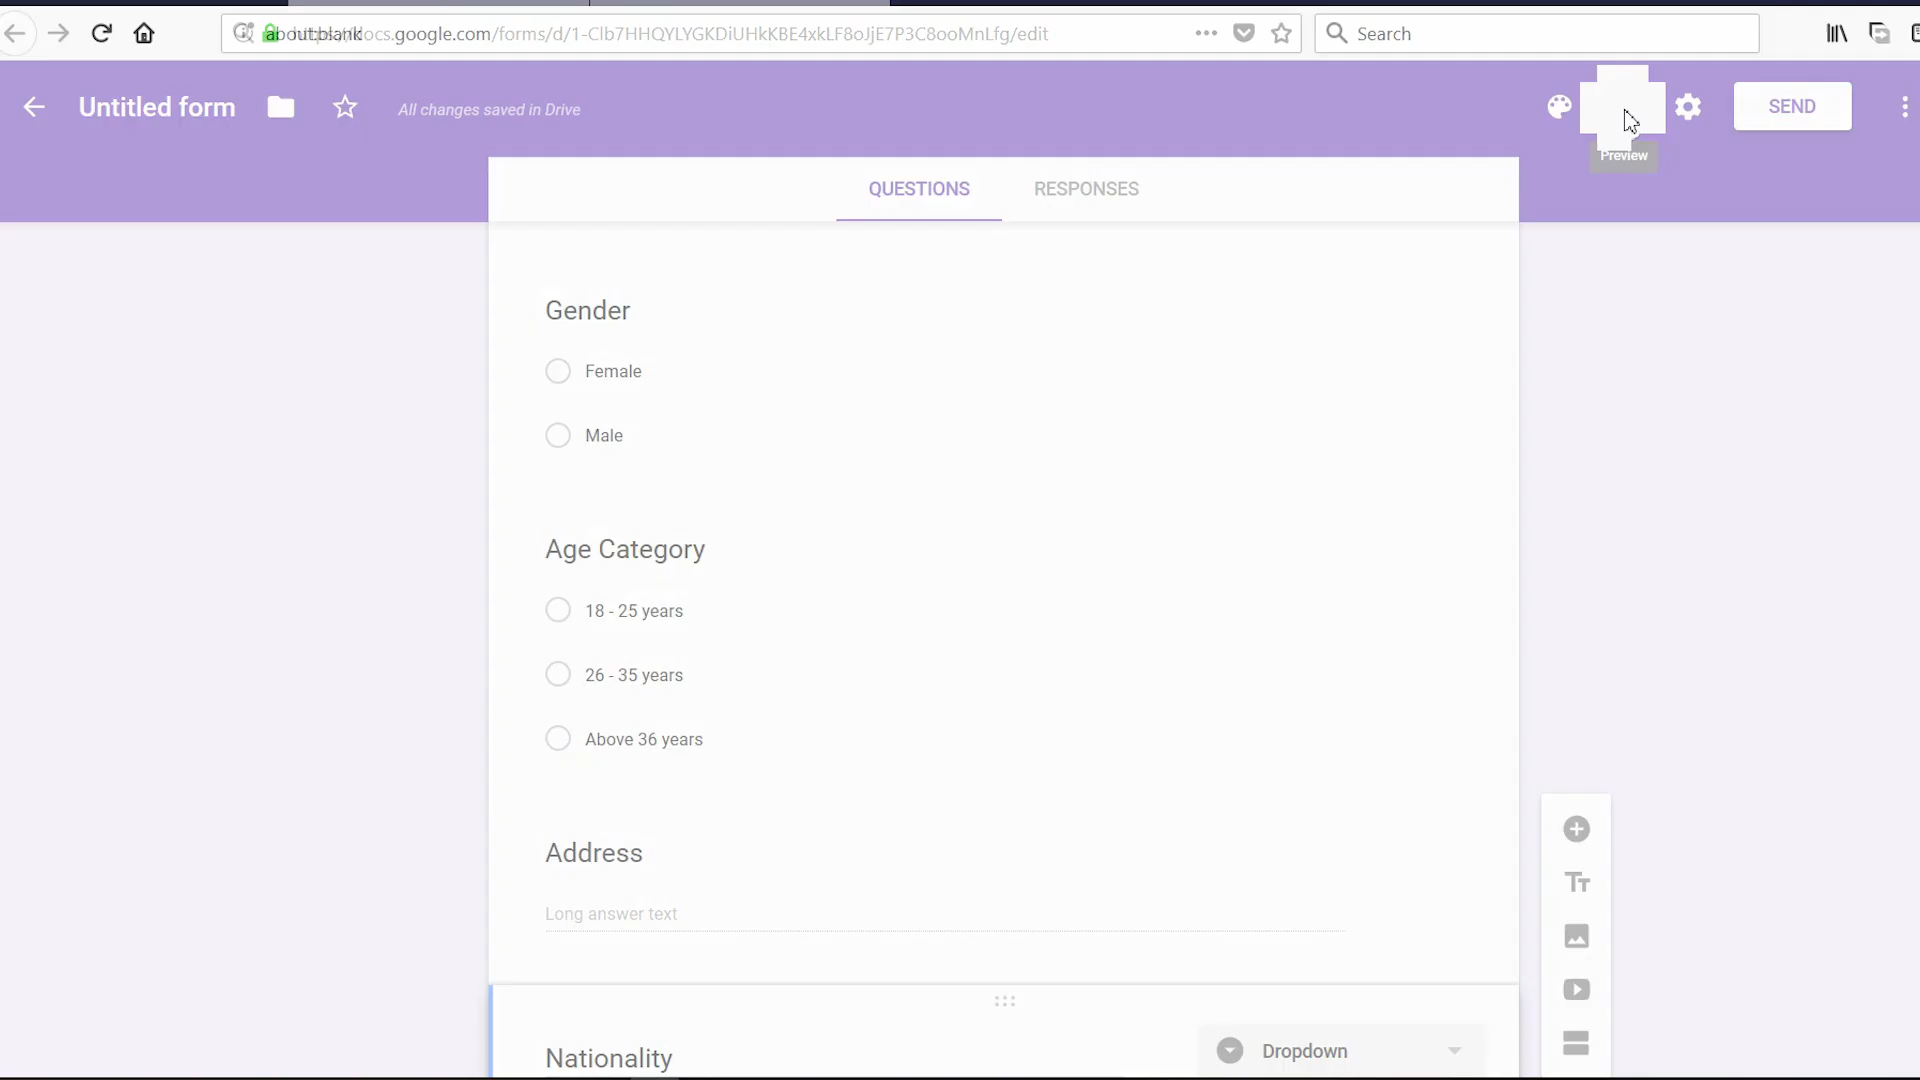 docs.google.com/forms/d/1-Clb7HHQYLYGKDiUHkKBE4xkLF8oJjE7P3C8ooMnLfg/edit
Search
Untitled form
All changes saved in Drive
SEND
Preview
QUESTIONS
RESPONSES
Gender
Female
Male
Age Category
18 - 25 years
26 - 35 years
Above 36 years
Address
Long answer text
Nationality
Dropdown